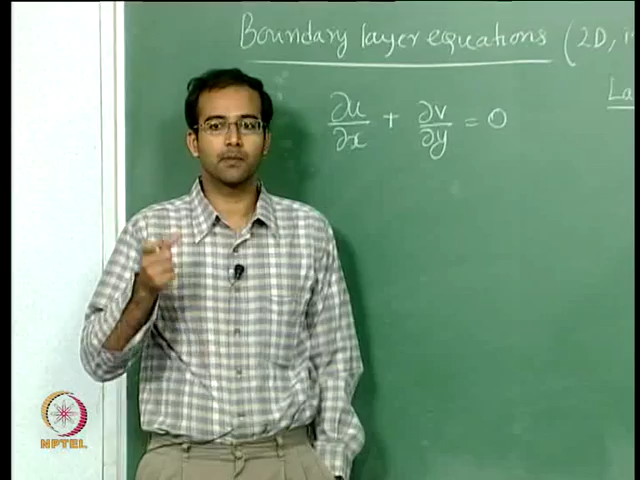 Boundary layer equations (2D,
∂u/∂x + ∂v/∂y = 0
NPTEL